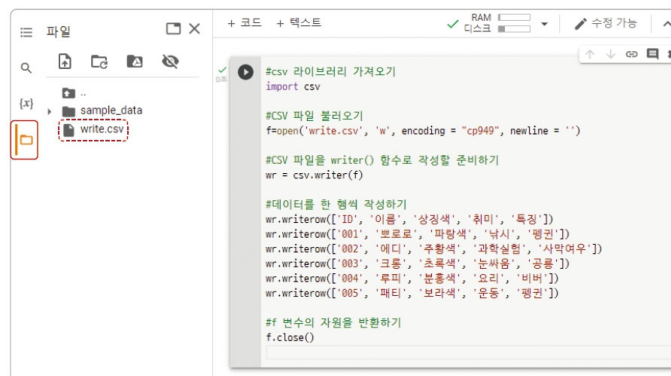 파일
..
sample_data
write.csv
{x}
+ 코드 + 텍스트
RAM
디스크
수정 가능
#csv 라이브러리 가져오기
import csv
#CSV 파일 불러오기
f=open('write.csv', 'w', encoding = "cp949", newline = '')
#CSV 파일을 writer() 함수로 작성할 준비하기
wr = csv.writer(f)
#데이터를 한 행씩 작성하기
wr.writerow(['ID', '이름', '상징색', '취미', '특징'])
wr.writerow(['001', '뽀로로', '파랑색', '낚시', '펭귄'])
wr.writerow(['002', '에디', '주황색', '과학실험', '사막여우'])
wr.writerow(['003', '크롱', '초록색', '눈싸움', '공룡'])
wr.writerow(['004', '루피', '분홍색', '요리', '비버'])
wr.writerow(['005', '패티', '보라색', '운동', '펭귄'])
#f 변수의 자원을 반환하기
f.close()